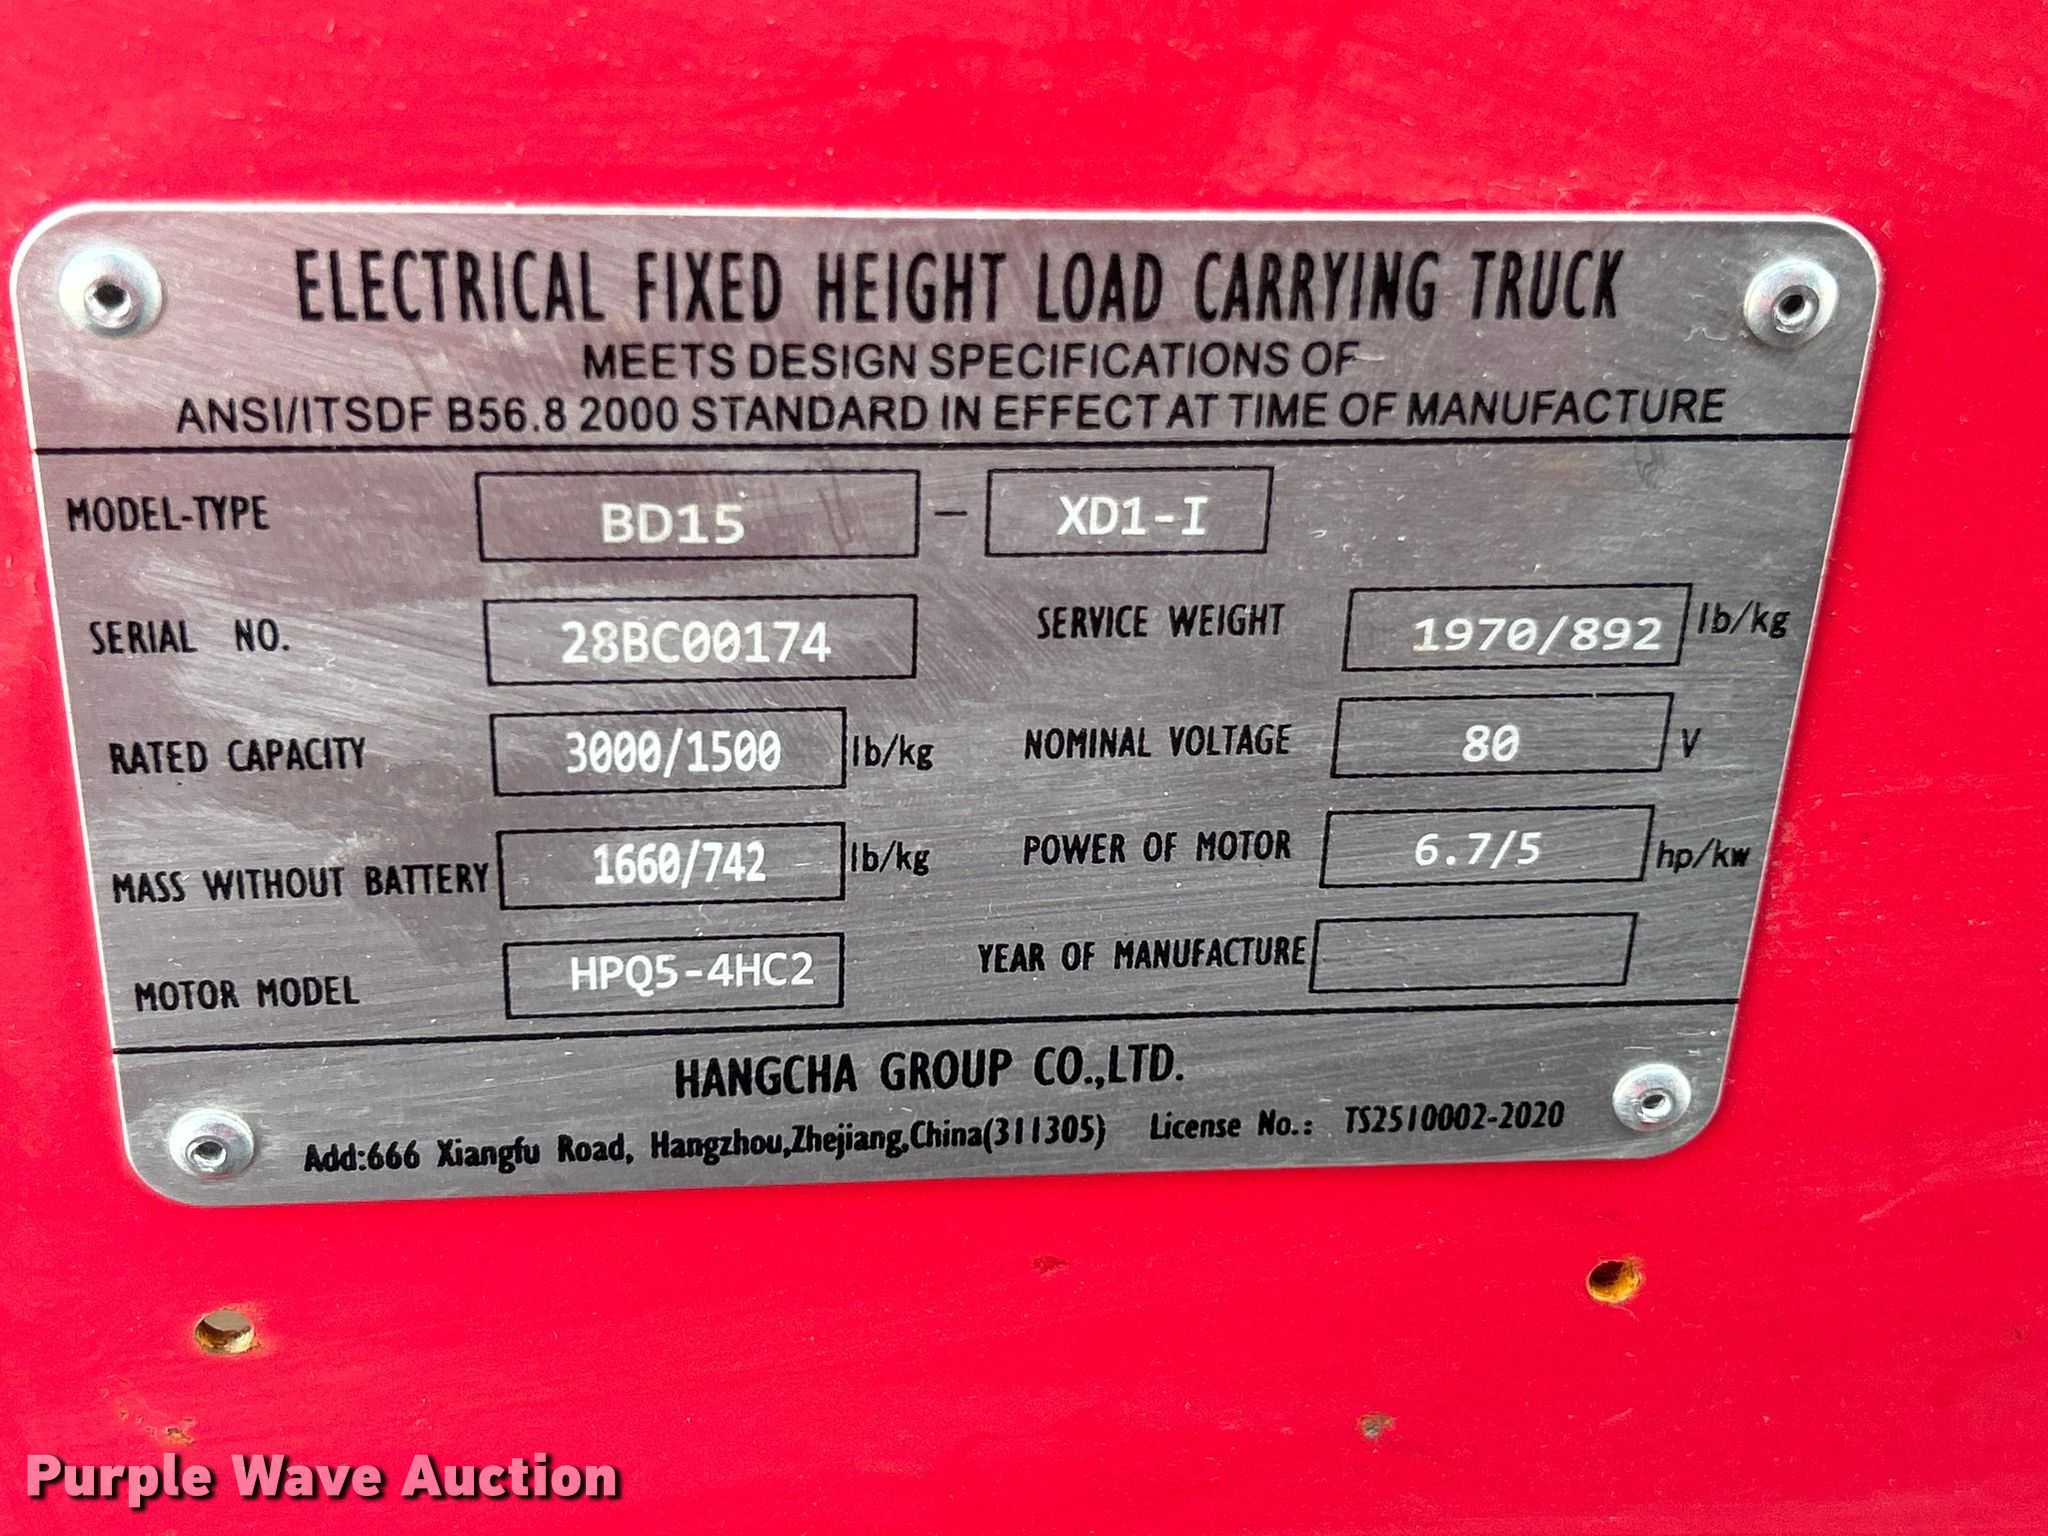 ELECTRICAL FIXED HEIGHT LOAD CARRYING TRUCK
MEETS DESIGN SPECIFICATIONS OF
ANSI/ITSDF B56.8 2000 STANDARD IN EFFECT AT TIME OF MANUFACTURE
MODEL-TYPE BD15 - XD1-I
SERIAL NO. 28BC00174 SERVICE WEIGHT 1970/892 lb/kg
RATED CAPACITY 3000/1500 lb/kg NOMINAL VOLTAGE 80 V
MASS WITHOUT BATTERY 1660/742 lb/kg POWER OF MOTOR 6.7/5 hp/kw
MOTOR MODEL HPQ5-4HC2 YEAR OF MANUFACTURE
HANGCHA GROUP CO.,LTD.
Add:666 Xiangfu Road, Hangzhou,Zhejiang,China(311305) License No.: TS2510002-2020
Purple Wave Auction